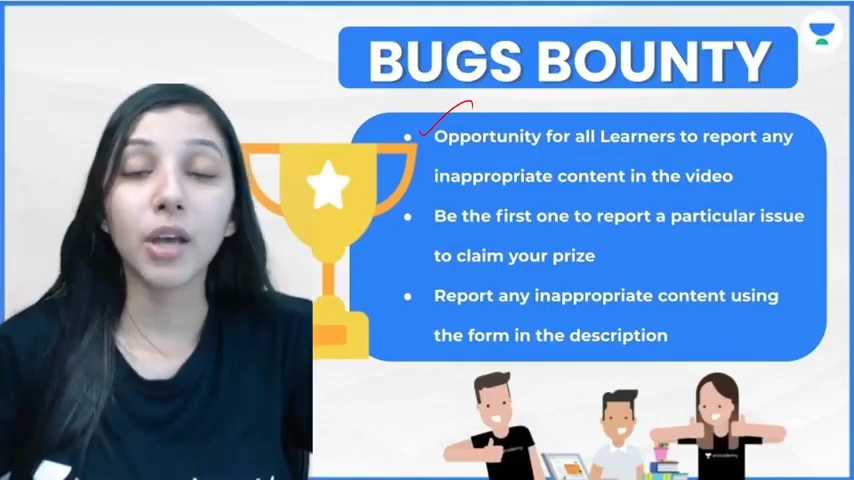 BUGS BOUNTY
Opportunity for all Learners to report any
inappropriate content in the video
Be the first one to report a particular issue
to claim your prize
Report any inappropriate content using
the form in the description
unacademy